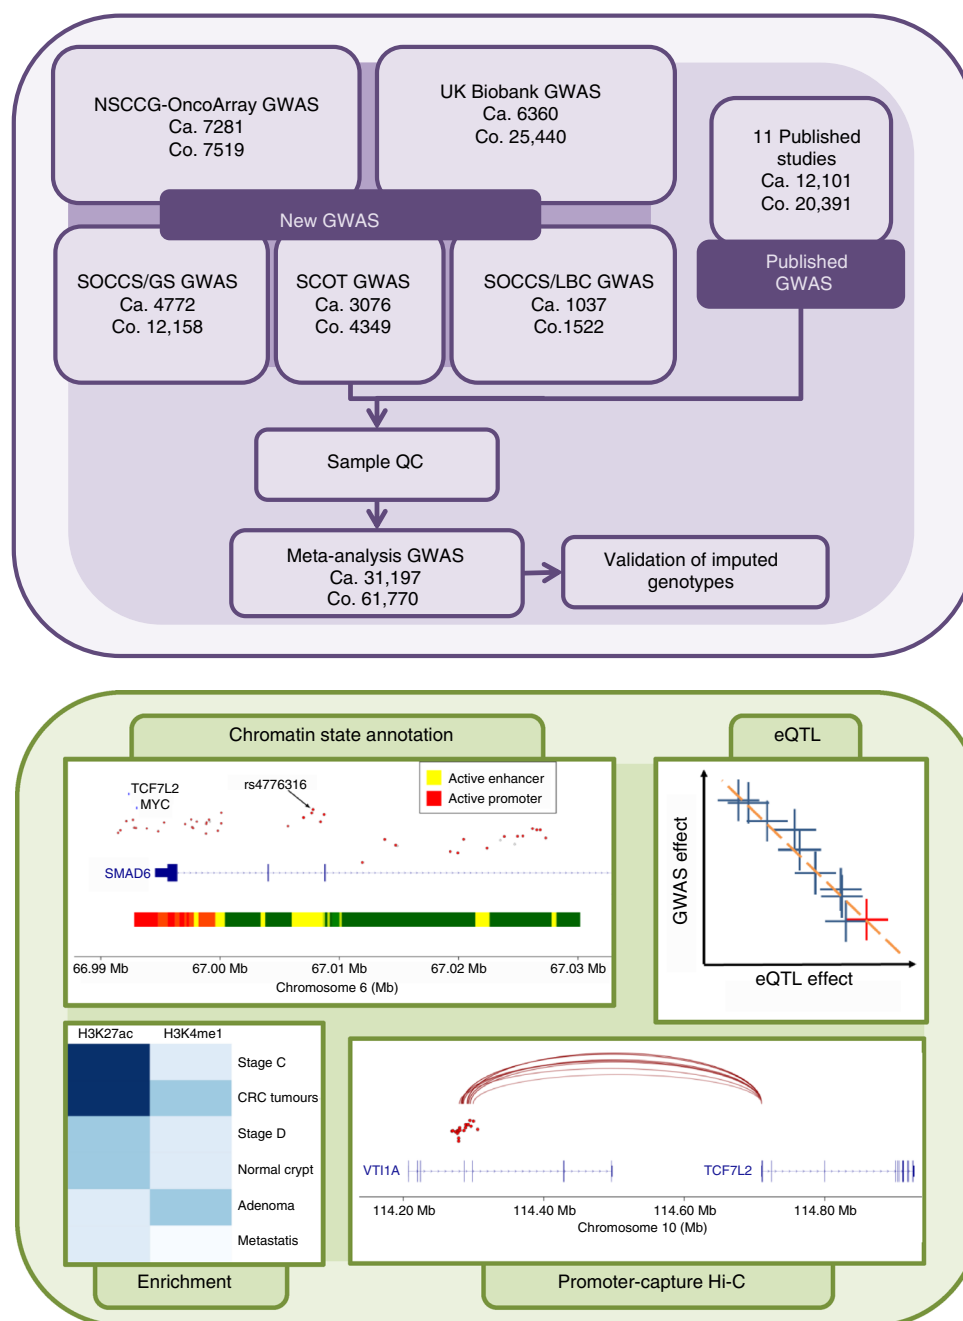 NSCCG-OncoArray GWAS
Ca. 7281
Co. 7519
UK Biobank GWAS
Ca. 6360
Co. 25,440
11 Published
studies
Ca. 12,101
Co. 20,391
New GWAS
Published
GWAS
SOCCS/GS GWAS
Ca. 4772
Co. 12,158
SCOT GWAS
Ca. 3076
Co. 4349
SOCCS/LBC GWAS
Ca. 1037
Co.1522
Sample QC
Meta-analysis GWAS
Ca. 31,197
Co. 61,770
Validation of imputed
genotypes
Chromatin state annotation
TCF7L2
MYC
rs4776316
Active enhancer
Active promoter
SMAD6
66.99 Mb 67.00 Mb 67.01 Mb 67.02 Mb 67.03 Mb
Chromosome 6 (Mb)
eQTL
GWAS effect
eQTL effect
H3K27ac H3K4me1
Stage C
CRC tumours
Stage D
Normal crypt
Adenoma
Metastatis
Enrichment
VTI1A
TCF7L2
114.20 Mb 114.40 Mb 114.60 Mb 114.80 Mb
Chromosome 10 (Mb)
Promoter-capture Hi-C